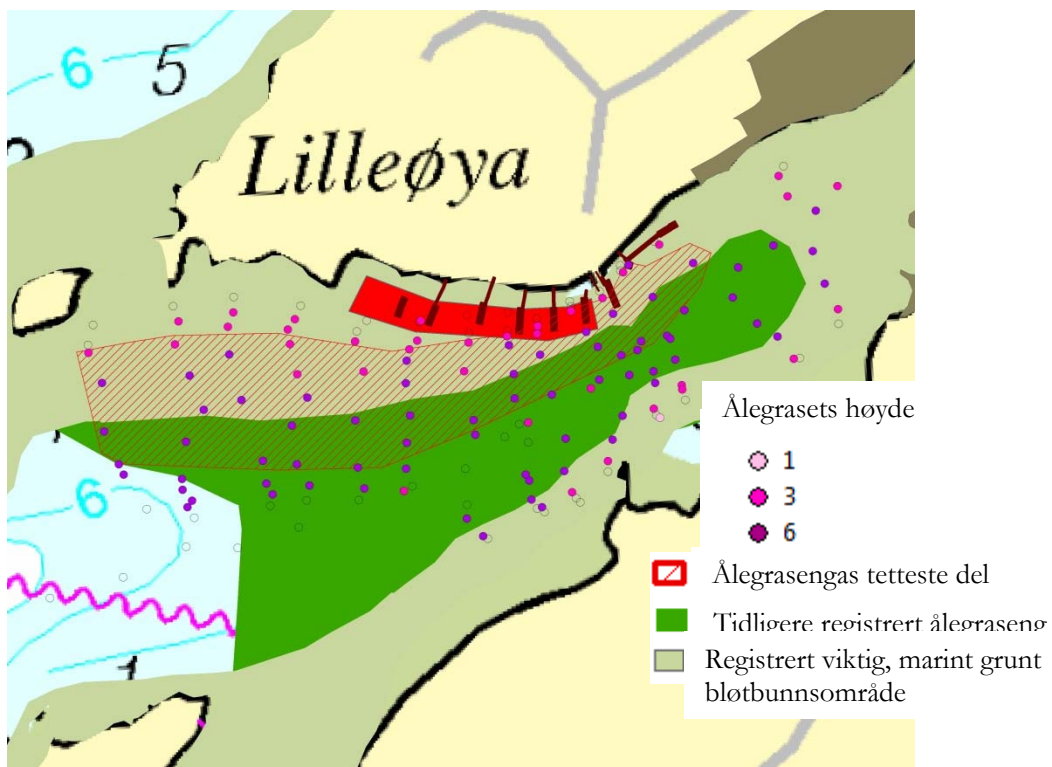 6
5
Lilleøya
Ålegrasets høyde
1
3
6
6
Ålegrasengas tetteste del
Tidligere registrert ålegraseng
Registrert viktig, marint grunt
bløtbunnsområde
1